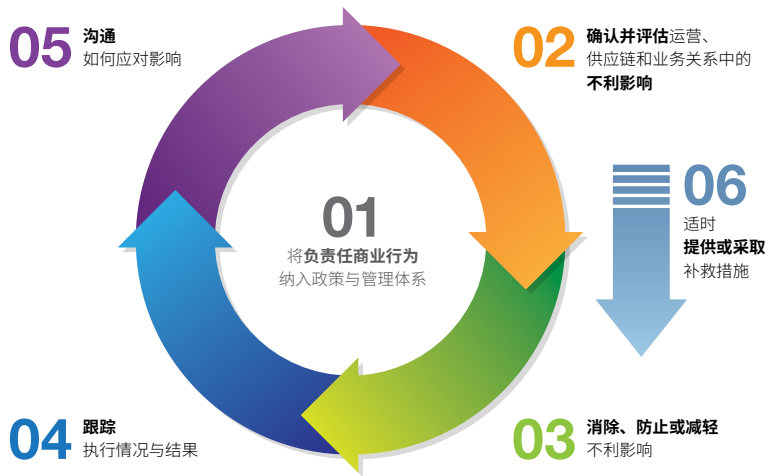 01
将负责任商业行为
纳入政策与管理体系
02
确认并评估运营、
供应链和业务关系中的
不利影响
03
消除、防止或减轻
不利影响
04
跟踪
执行情况与结果
05
沟通
如何应对影响
06
适时
提供或采取
补救措施